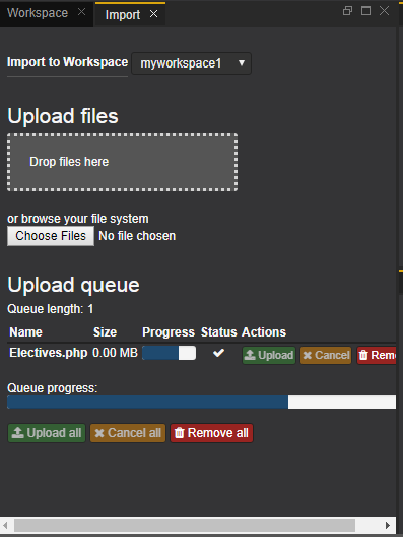 Workspace × Import ×
Import to Workspace myworkspace1
Upload files
Drop files here
or browse your file system
Choose Files No file chosen
Upload queue
Queue length: 1
Name Size Progress Status Actions
Electives.php 0.00 MB Upload Cancel Remo
Queue progress:
Upload all Cancel all Remove all